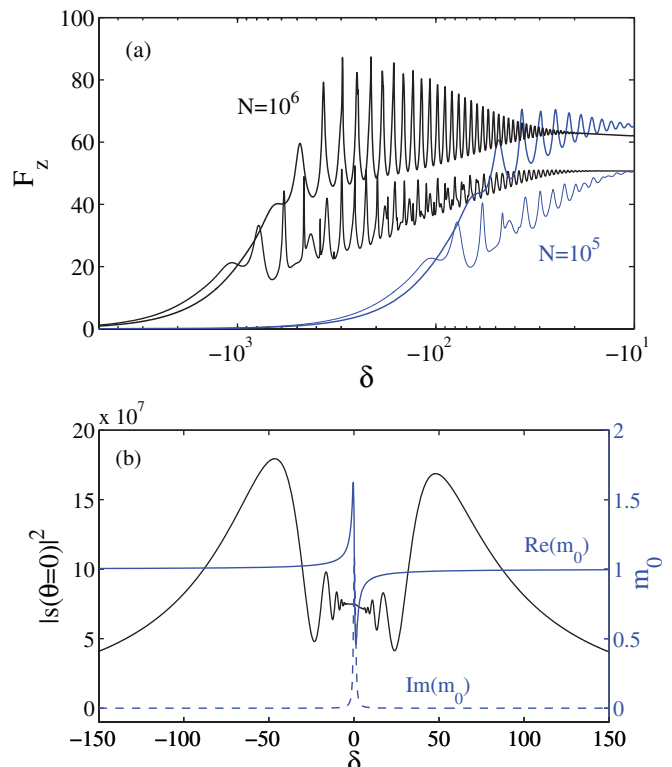 (a)
100
80
60
40
20
0
F_z
N=10^6
N=10^5
-10^3
-10^2
-10^1
δ
x 10^7
(b)
20
15
10
5
0
|s(θ=0)|^2
2
1.5
1
0.5
0
m_0
Re(m_0)
Im(m_0)
-150
-100
-50
0
50
100
150
δ